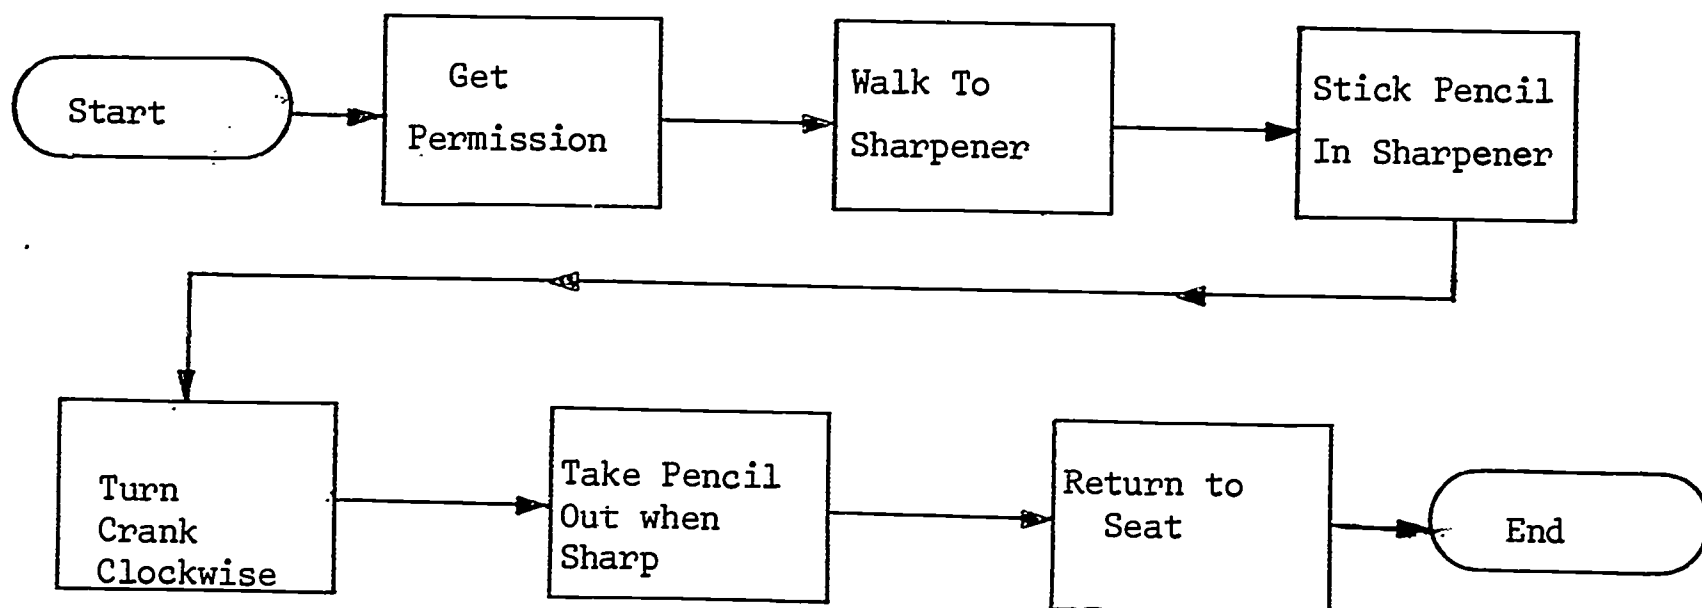 Start
Get
Permission
Walk To
Sharpener
Stick Pencil
In Sharpener
Turn
Crank
Clockwise
Take Pencil
Out when
Sharp
Return to
Seat
End